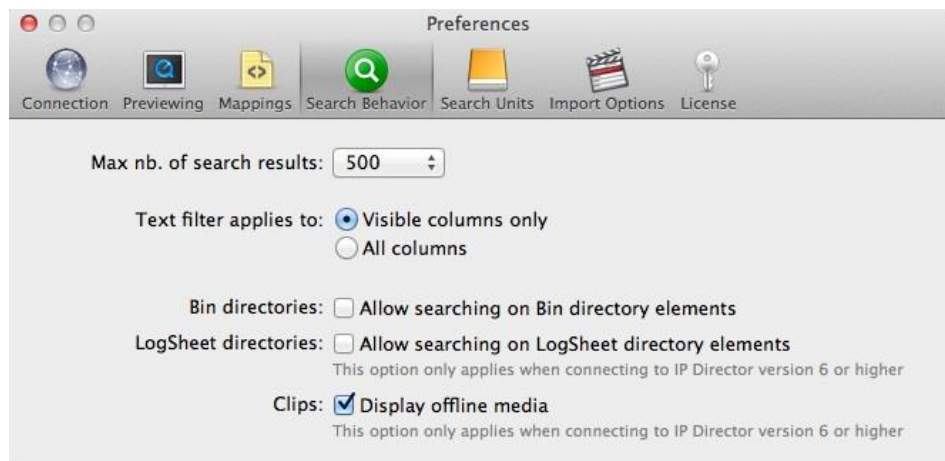 Preferences
Connection Previewing Mappings Search Behavior Search Units Import Options License
Max nb. of search results: 500
Text filter applies to: Visible columns only
All columns
Bin directories: Allow searching on Bin directory elements
LogSheet directories: Allow searching on LogSheet directory elements
This option only applies when connecting to IP Director version 6 or higher
Clips: Display offline media
This option only applies when connecting to IP Director version 6 or higher